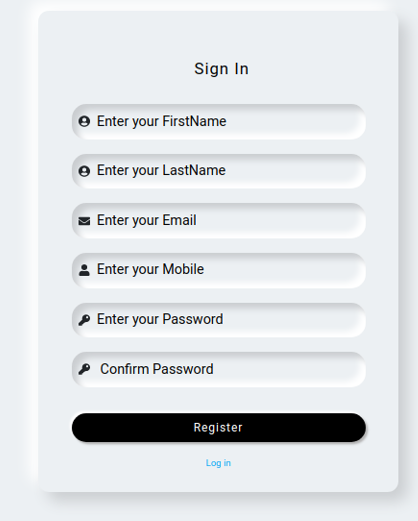 Sign In
Enter your FirstName
Enter your LastName
Enter your Email
Enter your Mobile
Enter your Password
Confirm Password
Register
Log in